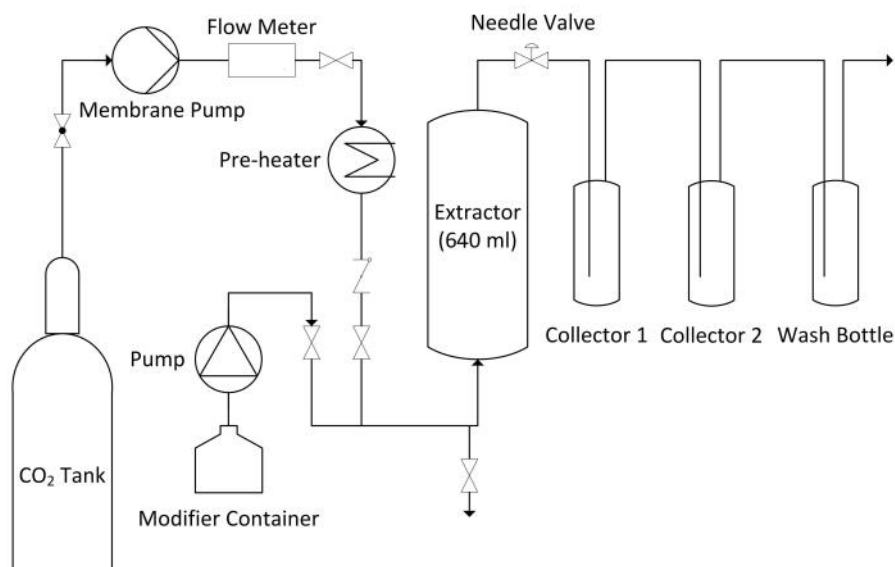 Flow Meter
Needle Valve
Membrane Pump
Pre-heater
Extractor
(640 ml)
Collector 1
Collector 2
Wash Bottle
Pump
CO₂ Tank
Modifier Container